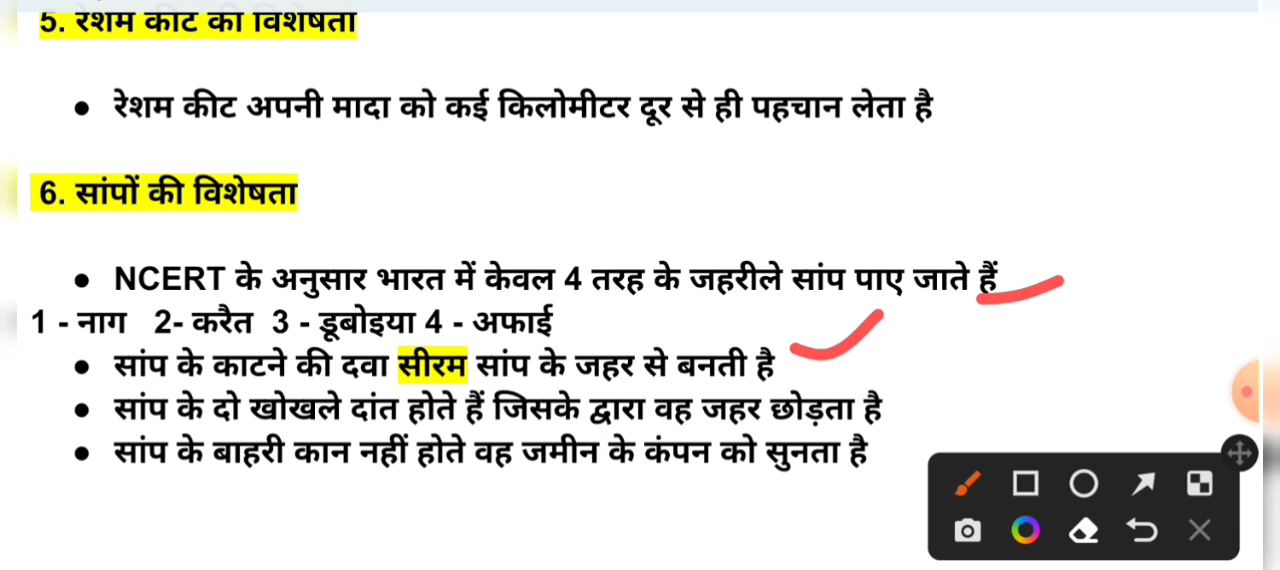 5. रेशम कीट की विशेषता
● रेशम कीट अपनी मादा को कई किलोमीटर दूर से ही पहचान लेता है
6. सांपों की विशेषता
● NCERT के अनुसार भारत में केवल 4 तरह के जहरीले सांप पाए जाते हैं
1 - नाग 2- करैत 3 - डूबोइया 4 - अफाई
● सांप के काटने की दवा सीरम सांप के जहर से बनती है
● सांप के दो खोखले दांत होते हैं जिसके द्वारा वह जहर छोड़ता है
● सांप के बाहरी कान नहीं होते वह जमीन के कंपन को सुनता है